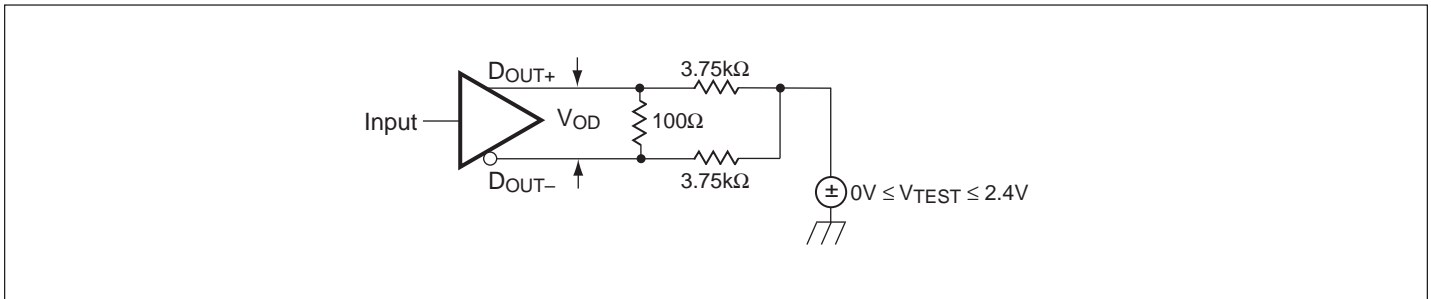 DOUT+
3.75kΩ
Input
VOD
100Ω
DOUT–
3.75kΩ
±
0V ≤ VTEST ≤ 2.4V